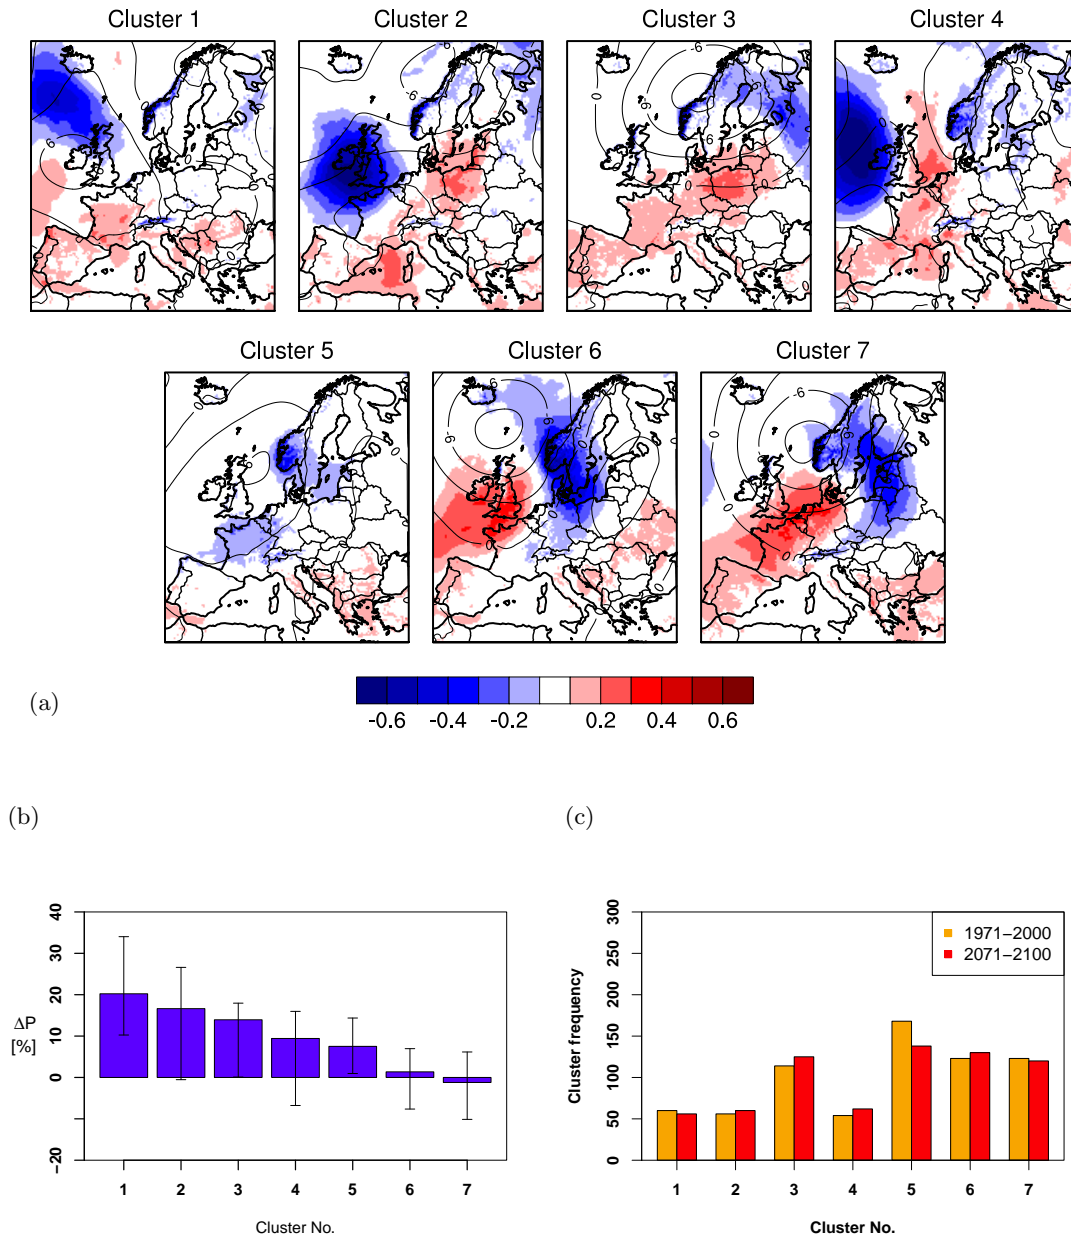 Cluster 1
Cluster 2
Cluster 3
Cluster 4
Cluster 5
Cluster 6
Cluster 7
-0.6 -0.4 -0.2 0.2 0.4 0.6
(a)
(b)
(c)
40
30
20
10
0
−20
ΔP
[%]
1 2 3 4 5 6 7
Cluster No.
300
250
200
150
100
50
0
Cluster frequency
1971−2000
2071−2100
1 2 3 4 5 6 7
Cluster No.